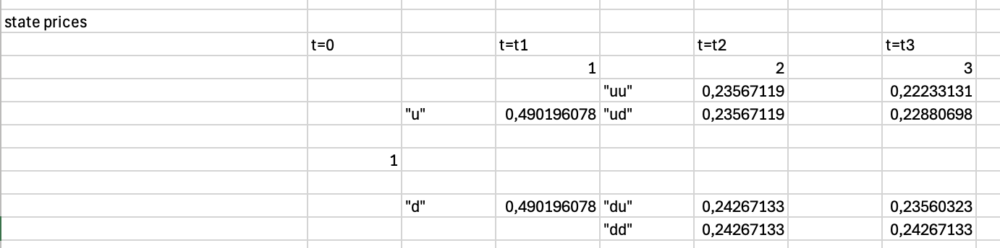 state prices
t=0 t=t1 t=t2 t=t3
1 2 3
"uu" 0,23567119 0,22233131
"u" 0,490196078 "ud" 0,23567119 0,22880698
1
"d" 0,490196078 "du" 0,24267133 0,23560323
"dd" 0,24267133 0,24267133